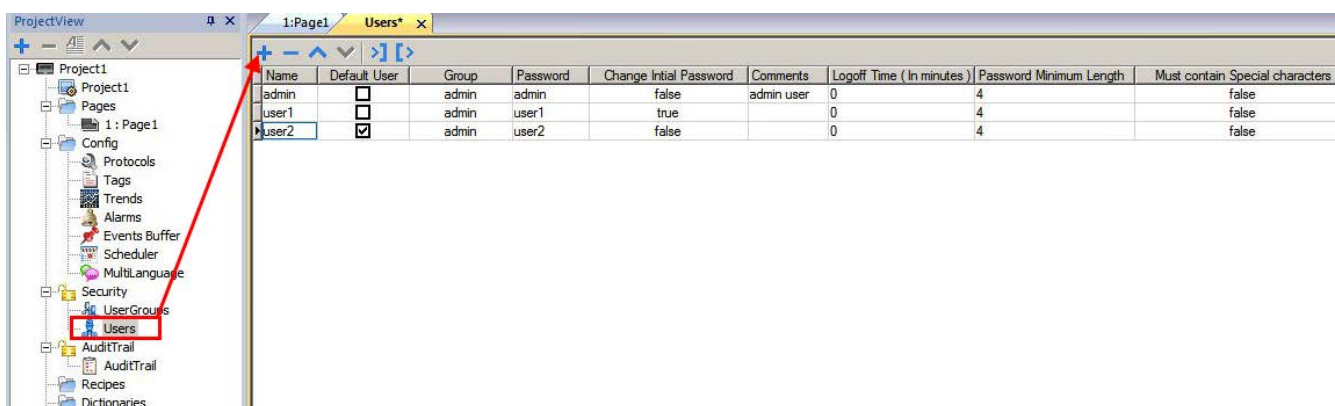 ProjectView
1:Page1 Users*
Project1
Project1
Pages
1 : Page1
Config
Protocols
Tags
Trends
Alarms
Events Buffer
Scheduler
MultiLanguage
Security
UserGroups
Users
AuditTrail
AuditTrail
Recipes
Dictionaries
Name Default User Group Password Change Intial Password Comments Logoff Time ( In minutes ) Password Minimum Length Must contain Special characters
admin admin admin false admin user 0 4 false
user1 admin user1 true 0 4 false
user2 admin user2 false 0 4 false